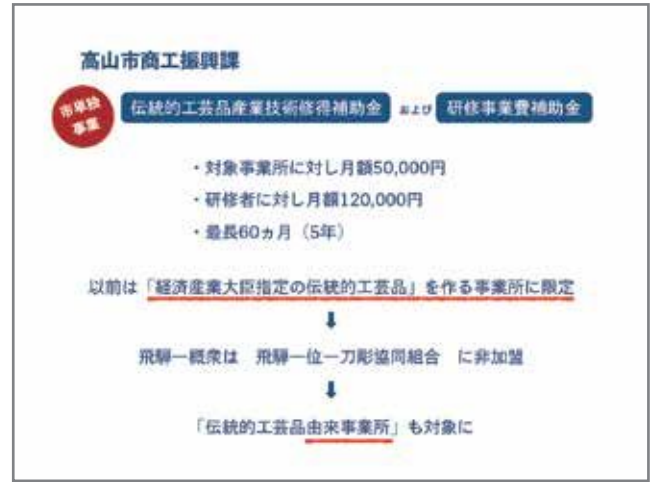 高山市商工振興課
市単独
事業
伝統的工芸品産業技術修得補助金 および 研修事業費補助金
・対象事業所に対し月額50,000円
・研修者に対し月額120,000円
・最長60ヵ月（5年）
以前は「経済産業大臣指定の伝統的工芸品」を作る事業所に限定
⬇
飛騨一概衆は 飛騨一位一刀彫協同組合 に非加盟
⬇
「伝統的工芸品由来事業所」も対象に